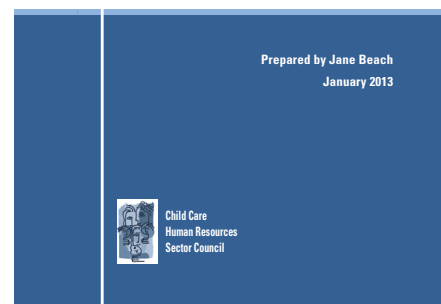 Prepared by Jane Beach
January 2013
Child Care
Human Resources
Sector Council